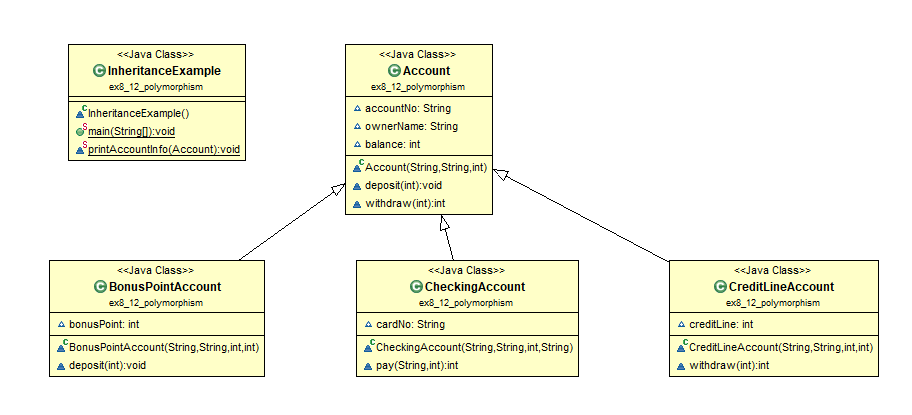 <<Java Class>>
InheritanceExample
ex8_12_polymorphism
InheritanceExample()
main(String[]):void
printAccountInfo(Account):void
<<Java Class>>
Account
ex8_12_polymorphism
accountNo: String
ownerName: String
balance: int
Account(String,String,int)
deposit(int):void
withdraw(int):int
<<Java Class>>
BonusPointAccount
ex8_12_polymorphism
bonusPoint: int
BonusPointAccount(String,String,int,int)
deposit(int):void
<<Java Class>>
CheckingAccount
ex8_12_polymorphism
cardNo: String
CheckingAccount(String,String,int,String)
pay(String,int):int
<<Java Class>>
CreditLineAccount
ex8_12_polymorphism
creditLine: int
CreditLineAccount(String,String,int,int)
withdraw(int):int